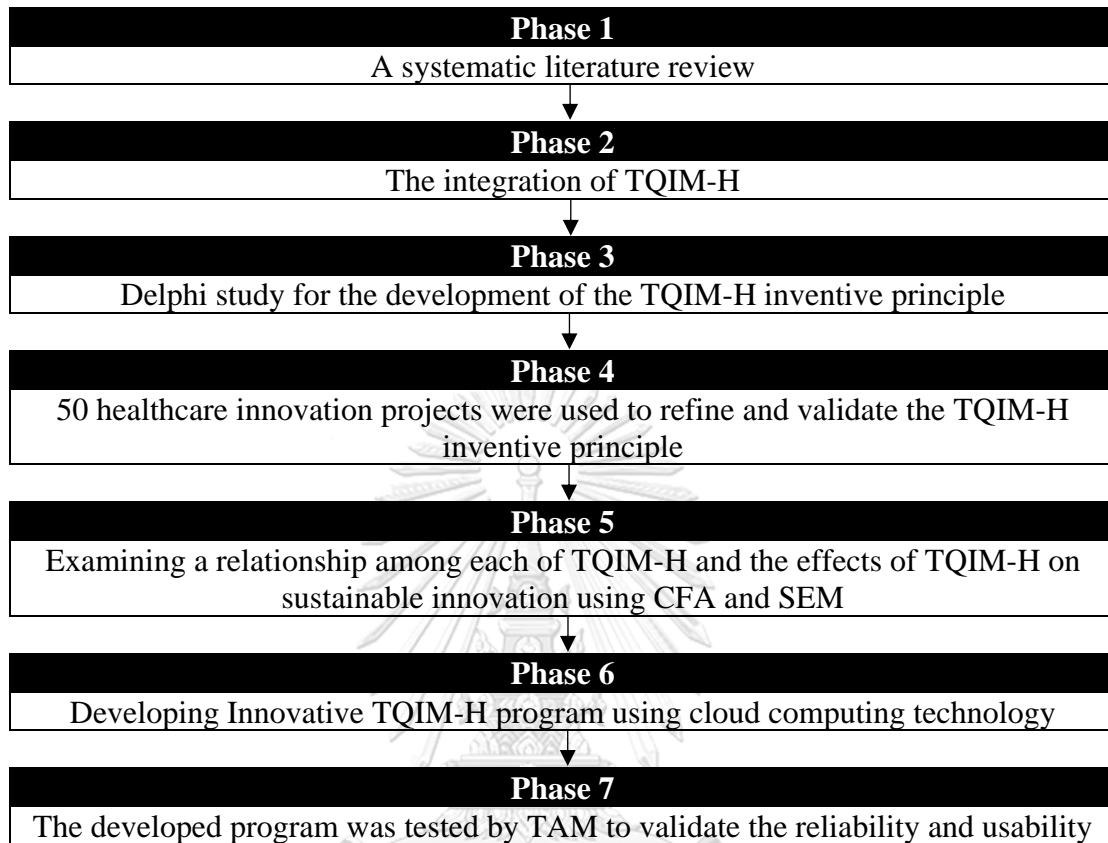 Phase 1
A systematic literature review
Phase 2
The integration of TQIM-H
Phase 3
Delphi study for the development of the TQIM-H inventive principle
Phase 4
50 healthcare innovation projects were used to refine and validate the TQIM-H
inventive principle
Phase 5
Examining a relationship among each of TQIM-H and the effects of TQIM-H on
sustainable innovation using CFA and SEM
Phase 6
Developing Innovative TQIM-H program using cloud computing technology
Phase 7
The developed program was tested by TAM to validate the reliability and usability